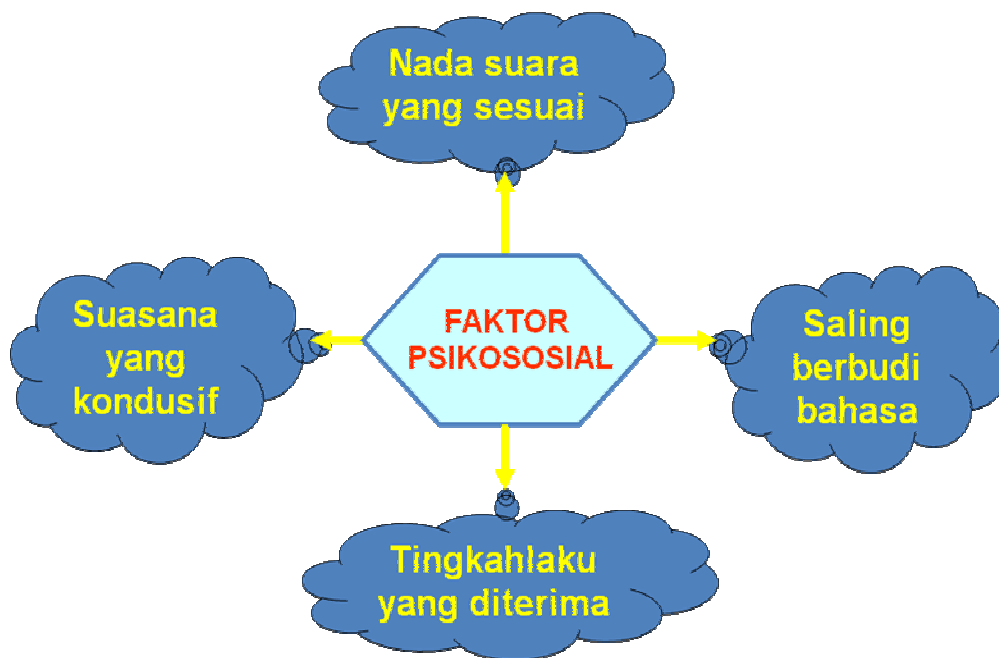 Nada suara
yang sesuai
Suasana
yang
kondusif
FAKTOR
PSIKOSOSIAL
Saling
berbudi
bahasa
Tingkahlaku
yang diterima